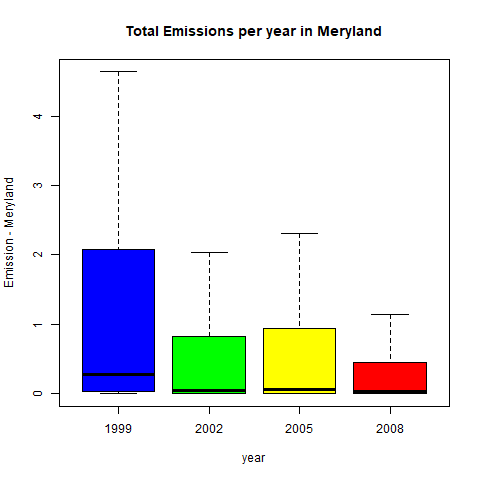 Total Emissions per year in Meryland
Emission - Meryland
4
3
2
1
0
1999 2002 2005 2008
year